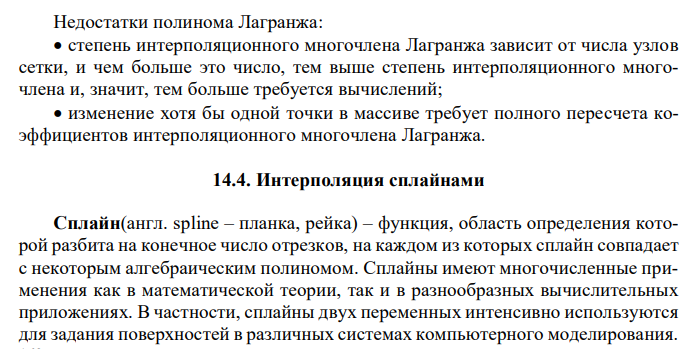 Недостатки полинома Лагранжа:
• степень интерполяционного многочлена Лагранжа зависит от числа узлов
сетки, и чем больше это число, тем выше степень интерполяционного много-
члена и, значит, тем больше требуется вычислений;
• изменение хотя бы одной точки в массиве требует полного пересчета ко-
эффициентов интерполяционного многочлена Лагранжа.
14.4. Интерполяция сплайнами
Сплайн(англ. spline – планка, рейка) – функция, область определения кото-
рой разбита на конечное число отрезков, на каждом из которых сплайн совпадает
с некоторым алгебраическим полиномом. Сплайны имеют многочисленные при-
менения как в математической теории, так и в разнообразных вычислительных
приложениях. В частности, сплайны двух переменных интенсивно используются
для задания поверхностей в различных системах компьютерного моделирования.